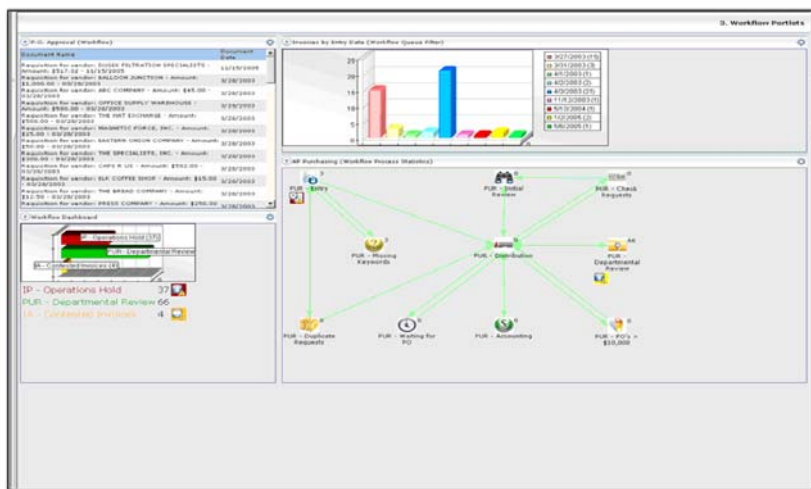 3. Workflow Portlets
P.O. Approval (Workflow)
Document Name
Document
Date
Requisition for vendor: DUSEN FILTRATION SPECIALISTS -
Amount: $517.02 - 11/15/2005
11/15/2005
Requisition for vendor: BALLOON JUNCTION - Amount:
$1,000.00 - 03/28/2003
3/28/2003
Requisition for vendor: ABC COMPANY - Amount: $65.00 -
03/28/2003
3/28/2003
Requisition for vendor: OFFICE SUPPLY WAREHOUSE -
Amount: $500.00 - 03/28/2003
3/28/2003
Requisition for vendor: THE HAT EXCHANGE - Amount:
$500.00 - 03/28/2003
3/28/2003
Requisition for vendor: MAGNETIC FORCE, INC. - Amount:
$25.00 - 03/28/2003
3/28/2003
Requisition for vendor: EASTERN ONION COMPANY - Amount:
$50.00 - 03/28/2003
3/28/2003
Requisition for vendor: THE SPECIALISTS, INC. - Amount:
$300.00 - 03/28/2003
3/28/2003
Requisition for vendor: CAPS R US - Amount: $502.00 -
03/28/2003
3/28/2003
Requisition for vendor: ELK COFFEE SHOP - Amount: $15.00
- 03/28/2003
3/28/2003
Requisition for vendor: THE BREAD COMPANY - Amount:
$12.50 - 03/28/2003
3/28/2003
Requisition for vendor: PRESS COMPANY - Amount: $250.00
3/28/2003
Invoices by Entry Date (Workflow Queue Filter)
25
20
15
10
5
0
3/27/2003 (15)
3/31/2003 (3)
4/1/2003 (1)
4/2/2003 (2)
4/3/2003 (21)
11/12/2003 (1)
5/13/2004 (1)
1/2/2005 (2)
5/6/2005 (1)
Workflow Dashboard
IP - Operations Hold (37)
PUR - Departmental Review
IA - Contested Invoices (4)
IP - Operations Hold 37
PUR - Departmental Review 66
IA - Contested Invoices 4
AP Purchasing (Workflow Process Statistics)
PUR - Entry
PUR - Initial
Review
PUR - Check
Requests
PUR - Missing
Keywords
PUR - Distribution
66
PUR -
Departmental
Review
PUR - Duplicate
Requests
PUR - Waiting for
PO
PUR - Accounting
PUR - PO's >
$10,000